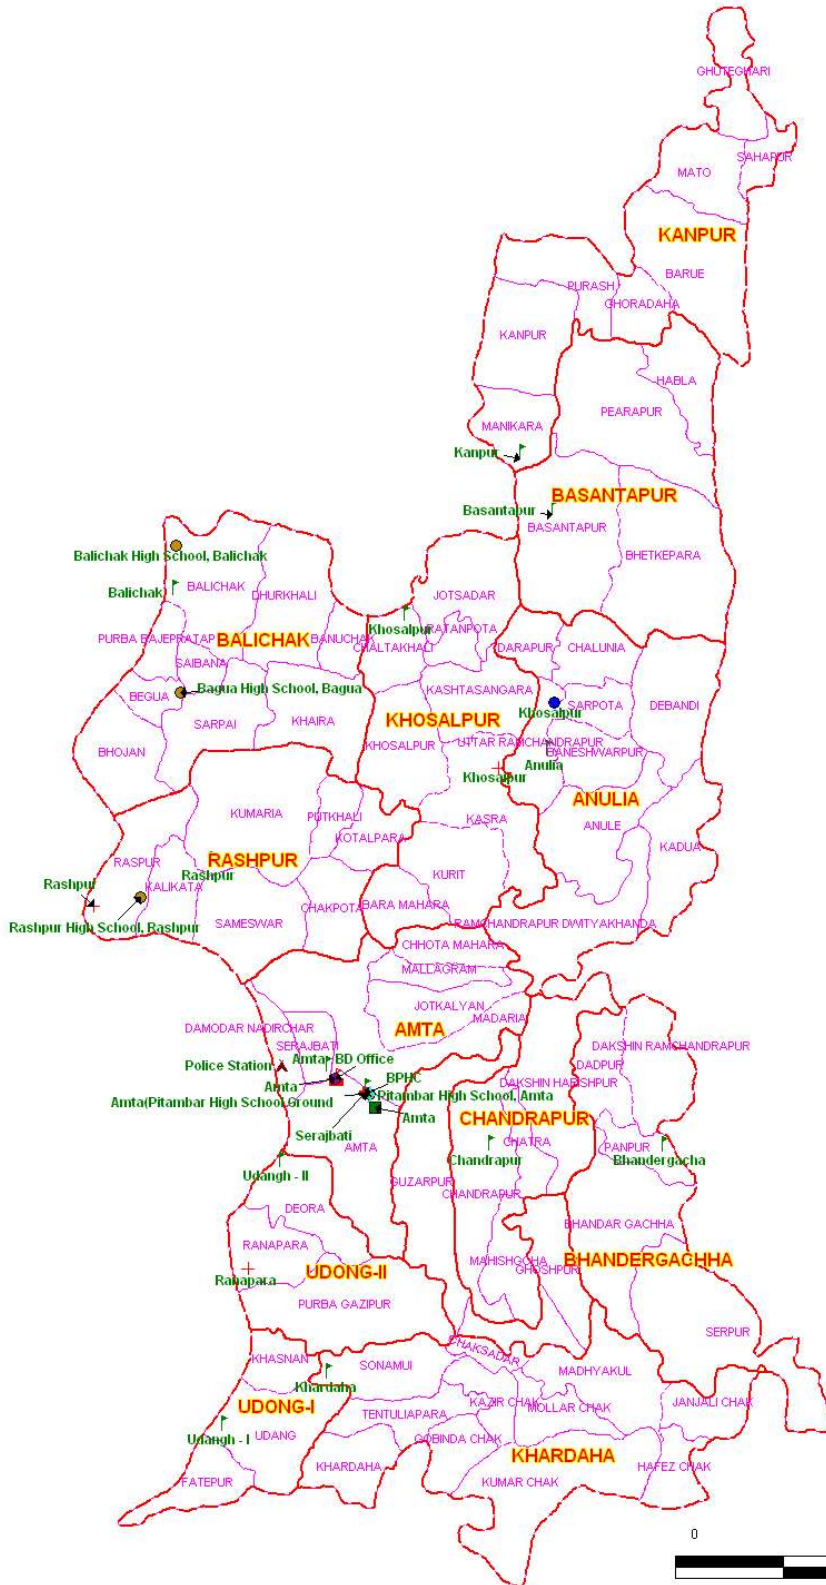 GHUTEGHARI
SAHAPUR
MATO
KANPUR
BARUE
PURASH
GHORADAHA
KANPUR
HABLA
PEARAPUR
MANIKARA
Kanpur
BASANTAPUR
Basantapur
BASANTAPUR
BHETKEPARA
Balichak High School, Balichak
BALICHAK
Balichak
DHURKHALI
JOTSADAR
Khosalpur
RATANPOTA
PURBA BAJEPRATAP
BALICHAK
BANUCHAK
CHALTAKHALI
DARAPUR
CHALUNIA
SAIBANA
BEGUA
Bagua High School, Bagua
KASHTASANGARA
SARPOTA
DEBANDI
Khosalpur
SARPAI
KHAIRA
KHOSALPUR
BHOJAN
KHOSALPUR
UTTAR RAMCHANDRAPUR
BANESHWARPUR
Anulia
Khosalpur
ANULIA
KUMARIA
PUTKHALI
KASRA
ANULE
KOTALPARA
KADUA
RASPUR
RASHPUR
Rashpur
KURIT
Rashpur
KALIKATA
CHAKPOTA
BARA MAHARA
Rashpur High School, Rashpur
SAMESWAR
RAMCHANDRAPUR DWITYAKHANDA
CHHOTA MAHARA
MALLAGRAM
JOTKALYAN
MADARIA
DAMODAR NADIRCHAR
AMTA
SERAJBATI
DAKSHIN RAMCHANDRAPUR
Amta
BD Office
DADPUR
Police Station
Amta
BPHC
DAKSHIN HARISHPUR
Amta(Pitambar High School Ground
Pitambar High School, Amta
Amta
CHANDRAPUR
Serajbati
CHATRA
AMTA
Chandrapur
PANPUR
Bhandergacha
Udangh - II
GUZARPUR
CHANDRAPUR
DEORA
BHANDAR GACHHA
RANAPARA
MAHISHGOHA
BHANDERGACHHA
UDONG-II
GHOSHPUR
Ranapara
PURBA GAZIPUR
SERPUR
CHAKSADAR
KHASNAN
SONAMUI
MADHYAKUL
Khardaha
KAZIR CHAK
JANJALI CHAK
UDONG-I
TENTULIAPARA
MOLLAR CHAK
Udangh - I
UDANG
GOBINDA CHAK
KHARDAHA
KHARDAHA
HAFEZ CHAK
FATEPUR
KUMAR CHAK
0